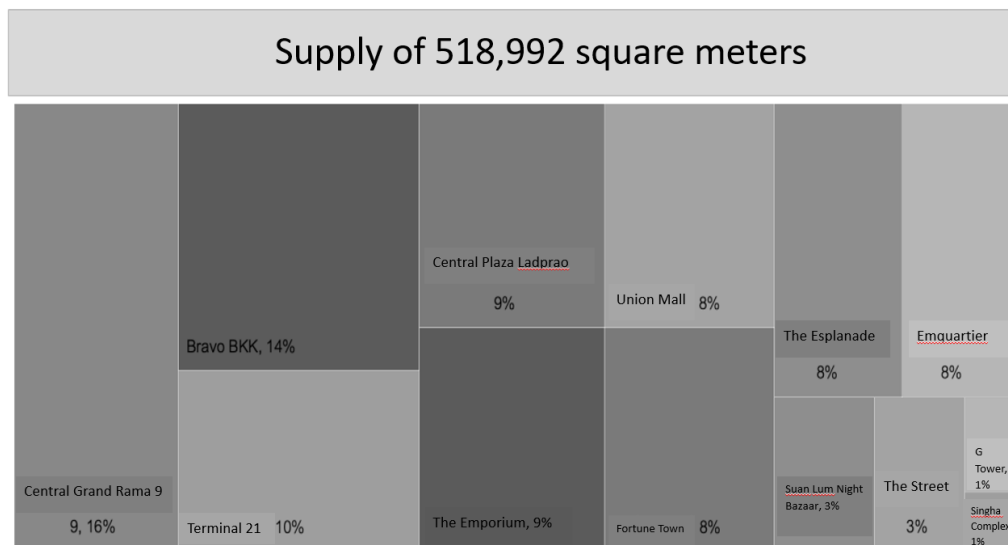 Supply of 518,992 square meters
Central Grand Rama 9
9, 16%
Bravo BKK, 14%
Terminal 21 10%
Central Plaza Ladprao
9%
The Emporium, 9%
Union Mall 8%
Fortune Town 8%
The Esplanade
8%
Emquartier
8%
Suan Lum Night
Bazaar, 3%
The Street
3%
G
Tower,
1%
Singha
Complex
1%